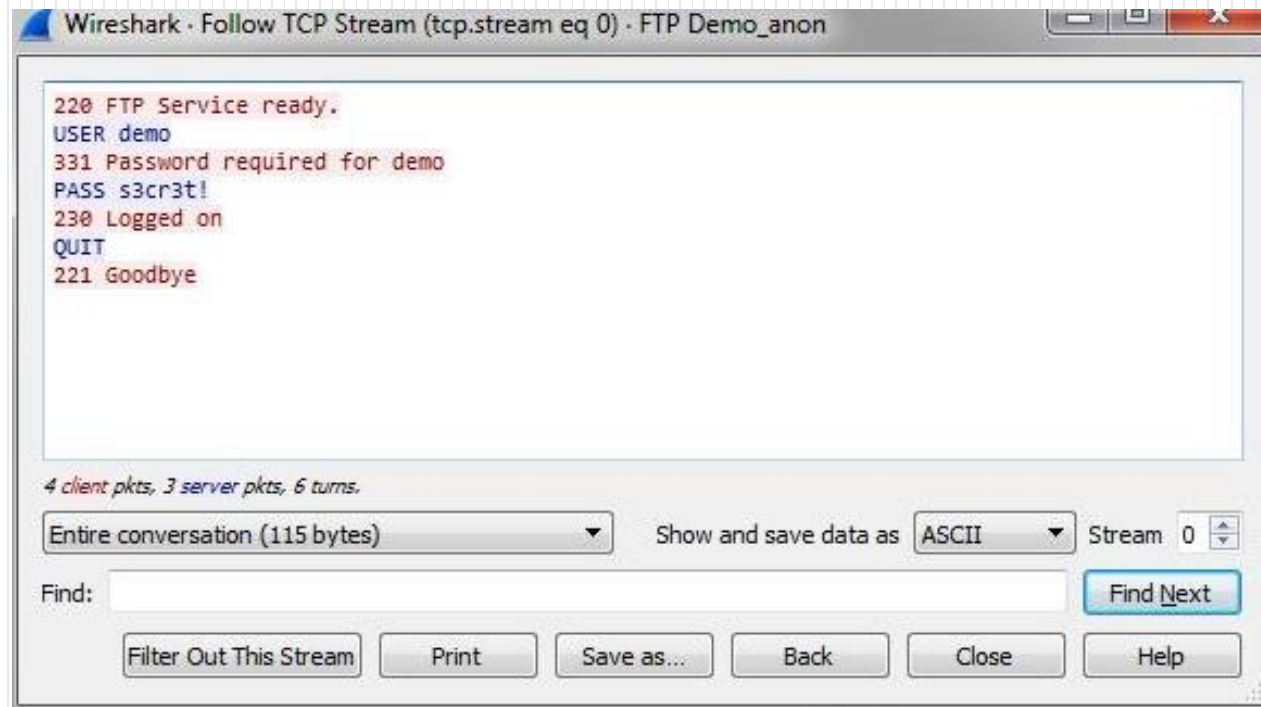 Wireshark · Follow TCP Stream (tcp.stream eq 0) · FTP Demo_anon
220 FTP Service ready.
USER demo
331 Password required for demo
PASS s3cr3t!
230 Logged on
QUIT
221 Goodbye
4 client pkts, 3 server pkts, 6 turns.
Entire conversation (115 bytes) Show and save data as ASCII Stream 0
Find: Find Next
Filter Out This Stream Print Save as... Back Close Help